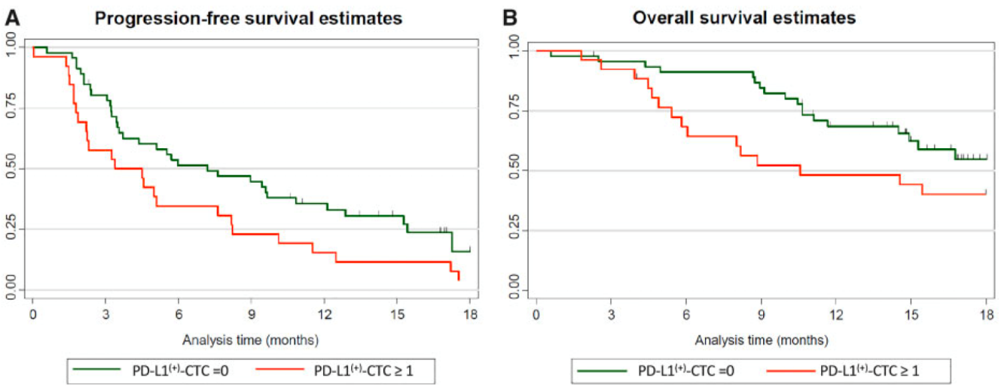 A
Progression-free survival estimates
1.00
0.75
0.50
0.25
0.00
0 3 6 9 12 15 18
Analysis time (months)
PD-L1(+)-CTC =0 PD-L1(+)-CTC ≥ 1
B
Overall survival estimates
1.00
0.75
0.50
0.25
0.00
0 3 6 9 12 15 18
Analysis time (months)
PD-L1(+)-CTC =0 PD-L1(+)-CTC ≥ 1